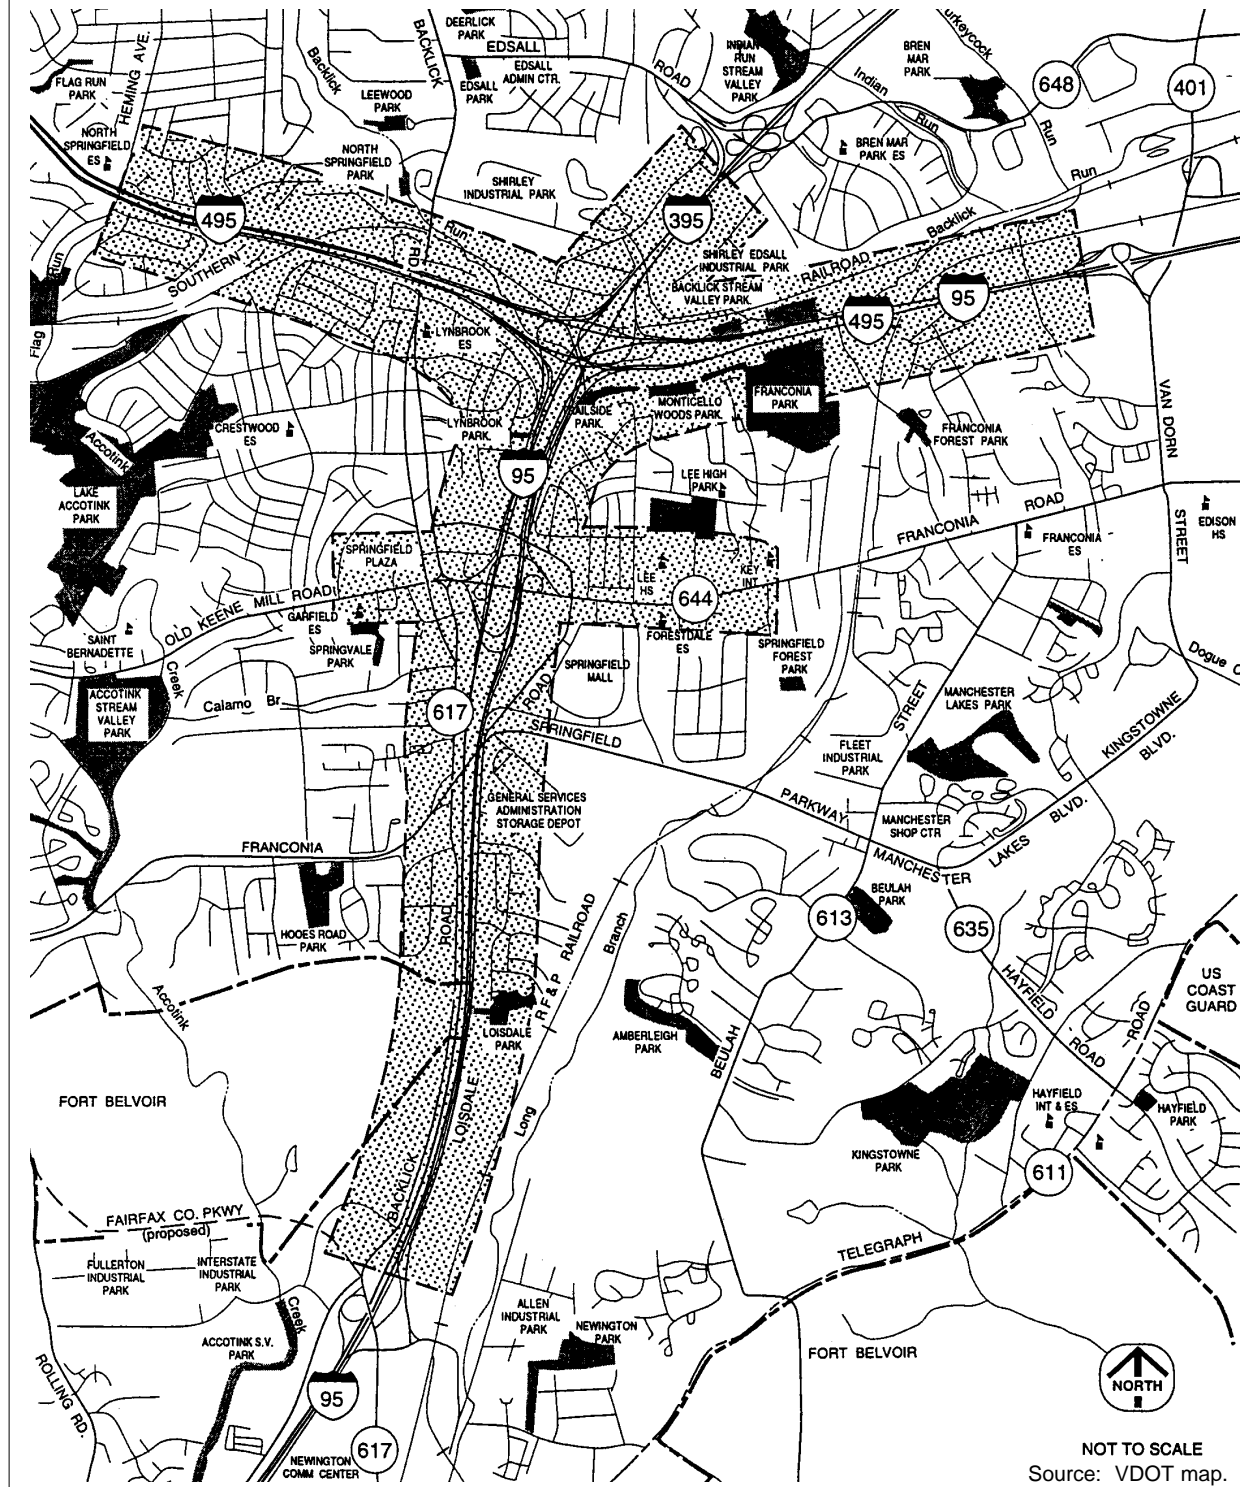 DEERLICK
PARK
BACKLICK
EDSALL
ROAD
EDSALL
ADMIN CTR.
EDSALL
PARK
INDIAN
RUN
STREAM
VALLEY
PARK
BREN
MAR
PARK
Indian
Run
Run
648
401
HEMING AVE.
FLAG RUN
PARK
Backlick
LEEWOOD
PARK
NORTH
SPRINGFIELD
ES
NORTH
SPRINGFIELD
PARK
SHIRLEY
INDUSTRIAL PARK
BREN MAR
PARK ES
Run
Backlick
495
395
Run
RD
Run
SOUTHERN
RAILROAD
SHIRLEY EDSALL
INDUSTRIAL PARK
BACKLICK STREAM
VALLEY PARK
495
95
Flag
LYNBROOK
ES
LYNBROOK
PARK
MONTICELLO
WOODS PARK
FRANCONIA
PARK
FRANCONIA
FOREST PARK
VAN DORN
STREET
CRESTWOOD
ES
Accotink
LAKE
ACCOTINK
PARK
95
LEE HIGH
PARK
FRANCONIA
ROAD
FRANCONIA
ES
EDISON
HS
SPRINGFIELD
PLAZA
LEE
HS
KEY
INT
644
OLD KEENE MILL ROAD
GARFIELD
ES
SPRINGVALE
PARK
FORESTDALE
ES
SPRINGFIELD
FOREST PARK
SAINT
BERNADETTE
Creek
ACCOTINK
STREAM
VALLEY
PARK
Calamo Br
617
SPRINGFIELD
MALL
ROAD
SPRINGFIELD
PARKWAY
STREET
MANCHESTER
LAKES PARK
KINGSTOWNE
BLVD.
FLEET
INDUSTRIAL
PARK
MANCHESTER
SHOP CTR
MANCHESTER
LAKES
BLVD.
GENERAL SERVICES
ADMINISTRATION
STORAGE DEPOT
FRANCONIA
HOOES ROAD
PARK
ROAD
BEULAH
PARK
613
635
HAYFIELD
ROAD
ROAD
US
COAST
GUARD
Accotink
LOISDALE
PARK
R F & P RAILROAD
Branch
AMBERLEIGH
PARK
BEULAH
FORT BELVOIR
LOISDALE
Long
BACKLICK
HAYFIELD
INT & ES
HAYFIELD
PARK
KINGSTOWNE
PARK
611
FAIRFAX CO. PKWY
(proposed)
FULLERTON
INDUSTRIAL
PARK
INTERSTATE
INDUSTRIAL
PARK
TELEGRAPH
Creek
ACCOTINK S.V.
PARK
ALLEN
INDUSTRIAL
PARK
NEWINGTON
PARK
FORT BELVOIR
ROLLING RD.
95
617
NEWINGTON
COMM CENTER
NORTH
NOT TO SCALE
Source: VDOT map.